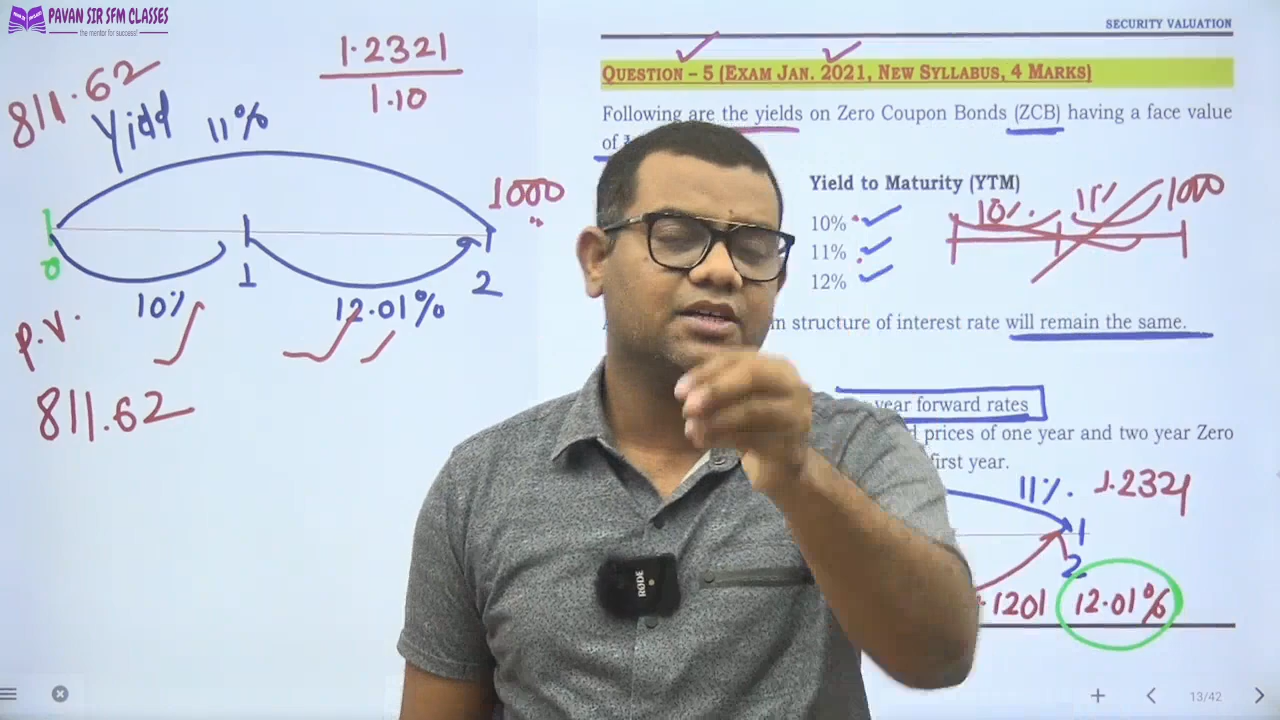 PAVAN SIR SFM CLASSES
the mentor for success!
811.62
Yield
11%
1.2321
1.10
1000
0
1
2
10%
12.01%
P.V.
811.62
SECURITY VALUATION
QUESTION – 5 (EXAM JAN. 2021, NEW SYLLABUS, 4 MARKS)
Following are the yields on Zero Coupon Bonds (ZCB) having a face value
of
Yield to Maturity (YTM)
10%
11%
12%
10%.
11%
1000
structure of interest rate will remain the same.
year forward rates
prices of one year and two year Zero
first year.
11%.
1.2321
2
1201
12.01%
13/42